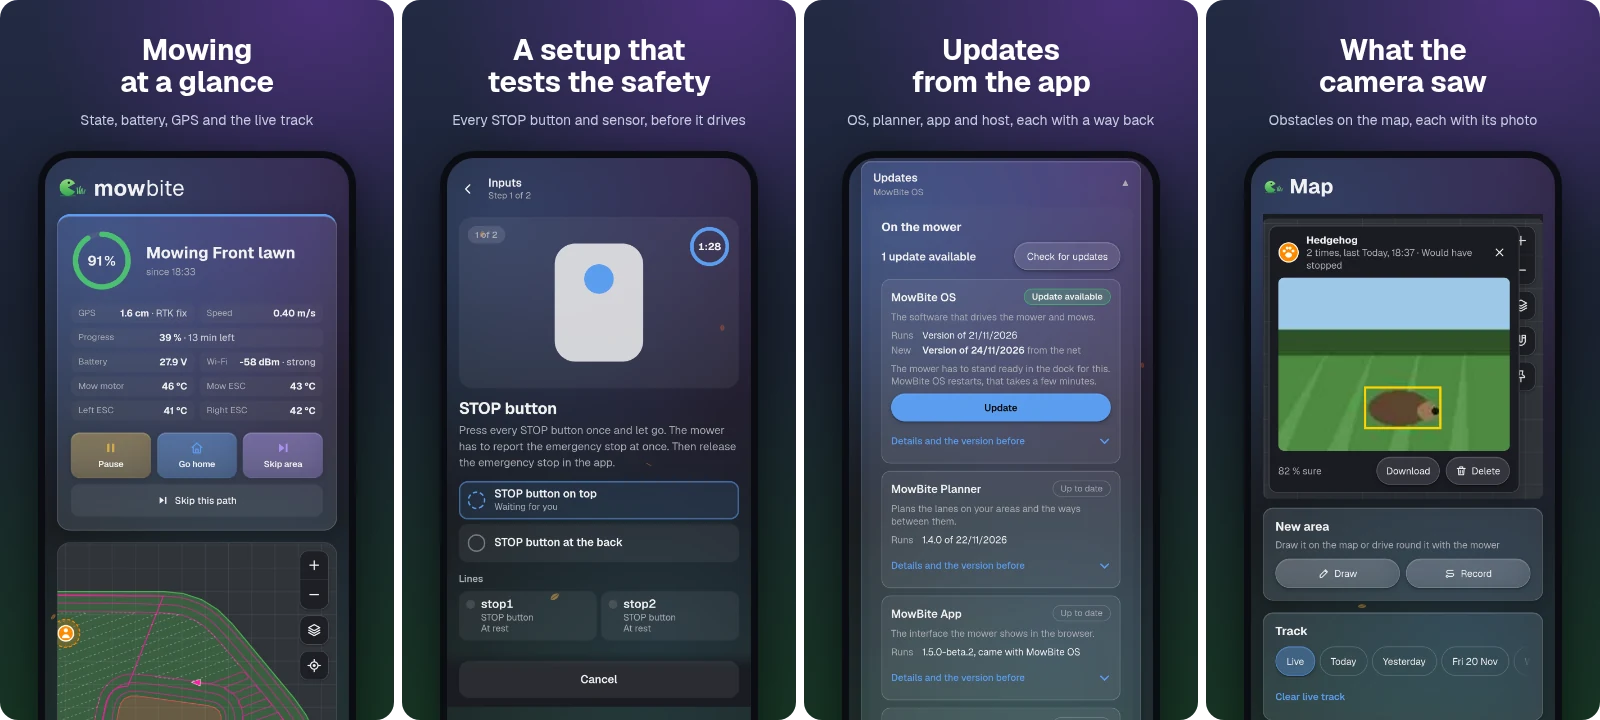 Mowing
at a glance
State, battery, GPS and the live track
mowbite
91%
Mowing Front lawn
since 18:33
GPS 1.6 cm · RTK fix
Speed 0.40 m/s
Progress 39 % · 13 min left
Battery 27.9 V
Wi-Fi -58 dBm · strong
Mow motor 46 °C
Mow ESC 43 °C
Left ESC 41 °C
Right ESC 42 °C
Pause
Go home
Skip area
Skip this path
+
−
A setup that
tests the safety
Every STOP button and sensor, before it drives
Inputs
Step 1 of 2
1 of 2
1:28
STOP button
Press every STOP button once and let go. The mower
has to report the emergency stop at once. Then release
the emergency stop in the app.
STOP button on top
Waiting for you
STOP button at the back
Lines
stop1
STOP button
At rest
stop2
STOP button
At rest
Cancel
Updates
from the app
OS, planner, app and host, each with a way back
Updates
MowBite OS
On the mower
1 update available
Check for updates
MowBite OS
Update available
The software that drives the mower and mows.
Runs Version of 21/11/2026
New Version of 24/11/2026 from the net
The mower has to stand ready in the dock for this.
MowBite OS restarts, that takes a few minutes.
Update
Details and the version before
MowBite Planner
Up to date
Plans the lanes on your areas and the ways
between them.
Runs 1.4.0 of 22/11/2026
Details and the version before
MowBite App
Up to date
The interface the mower shows in the browser.
Runs 1.5.0-beta.2, came with MowBite OS
Details and the version before
What the
camera saw
Obstacles on the map, each with its photo
Map
Hedgehog
2 times, last Today, 18:37 · Would have
stopped
82 % sure
Download
Delete
New area
Draw it on the map or drive round it with the mower
Draw
Record
Track
Live
Today
Yesterday
Fri 20 Nov
Clear live track